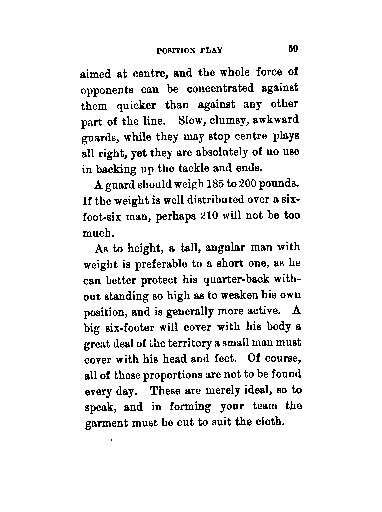 POSITION PLAY 59
aimed at centre, and the whole force of
opponents can be concentrated against
them quicker than against any other
part of the line. Slow, clumsy, awkward
guards, while they may stop centre plays
all right, yet they are absolutely of no use
in backing up the tackle and ends.
A guard should weigh 185 to 200 pounds.
If the weight is well distributed over a six-
foot-six man, perhaps 210 will not be too
much.
As to height, a tall, angular man with
weight is preferable to a short one, as he
can better protect his quarter-back with-
out standing so high as to weaken his own
position, and is generally more active. A
big six-footer will cover with his body a
great deal of the territory a small man must
cover with his head and feet. Of course,
all of these proportions are not to be found
every day. These are merely ideal, so to
speak, and in forming your team the
garment must be cut to suit the cloth.